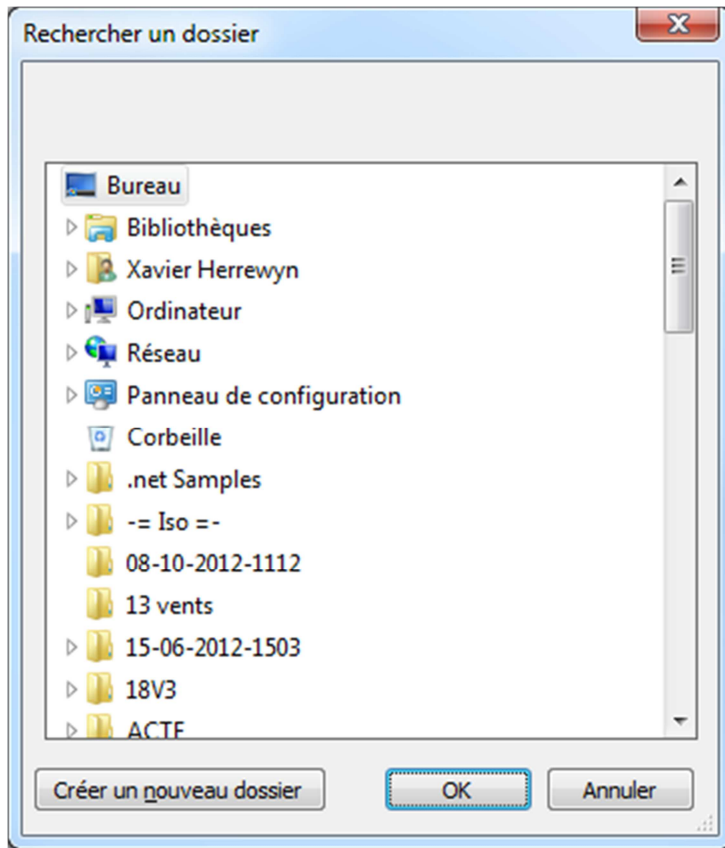 Rechercher un dossier
Bureau
Bibliothèques
Xavier Herrewyn
Ordinateur
Réseau
Panneau de configuration
Corbeille
.net Samples
-= Iso =-
08-10-2012-1112
13 vents
15-06-2012-1503
18V3
ACTE
Créer un nouveau dossier
OK
Annuler